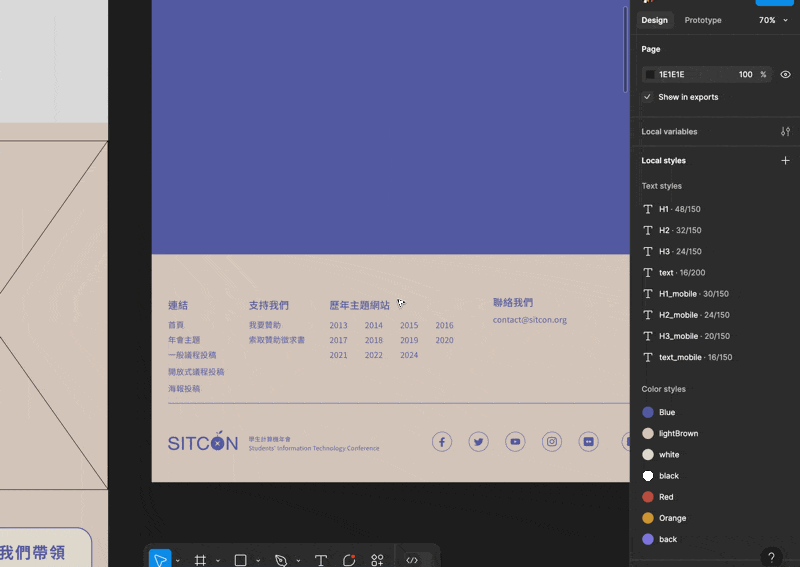 Design
Prototype
70%
Page
1E1E1E
100
%
Show in exports
Local variables
Local styles
Text styles
H1 · 48/150
H2 · 32/150
H3 · 24/150
text · 16/200
H1_mobile · 30/150
H2_mobile · 24/150
H3_mobile · 20/150
text_mobile · 16/150
Color styles
Blue
lightBrown
white
black
Red
Orange
back
?
連結
首頁
年會主題
一般議程投稿
開放式議程投稿
海報投稿
支持我們
我要贊助
索取贊助徵求書
歷年主題網站
2013 2014 2015 2016
2017 2018 2019 2020
2021 2022 2024
聯絡我們
contact@sitcon.org
SITCON
學生計算機年會
Students' Information Technology Conference
我們帶領